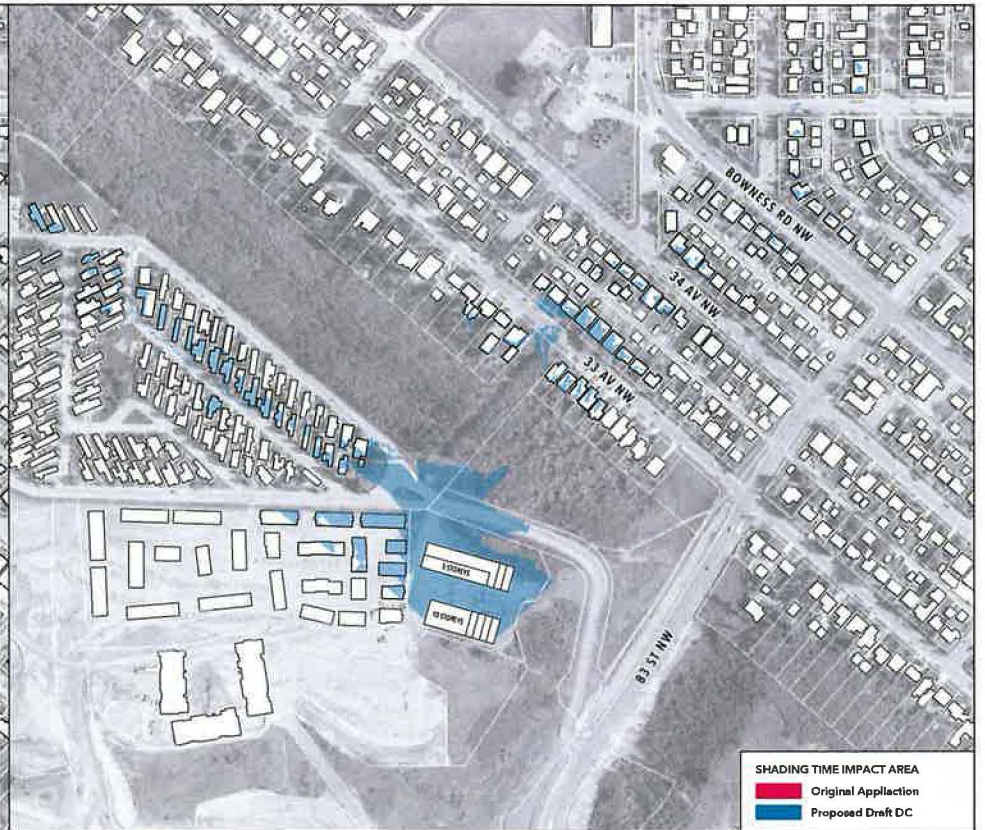 BOWNESS RD NW
34 AV NW
33 AV NW
83 ST NW
SHADING TIME IMPACT AREA
Original Appliaction
Proposed Draft DC